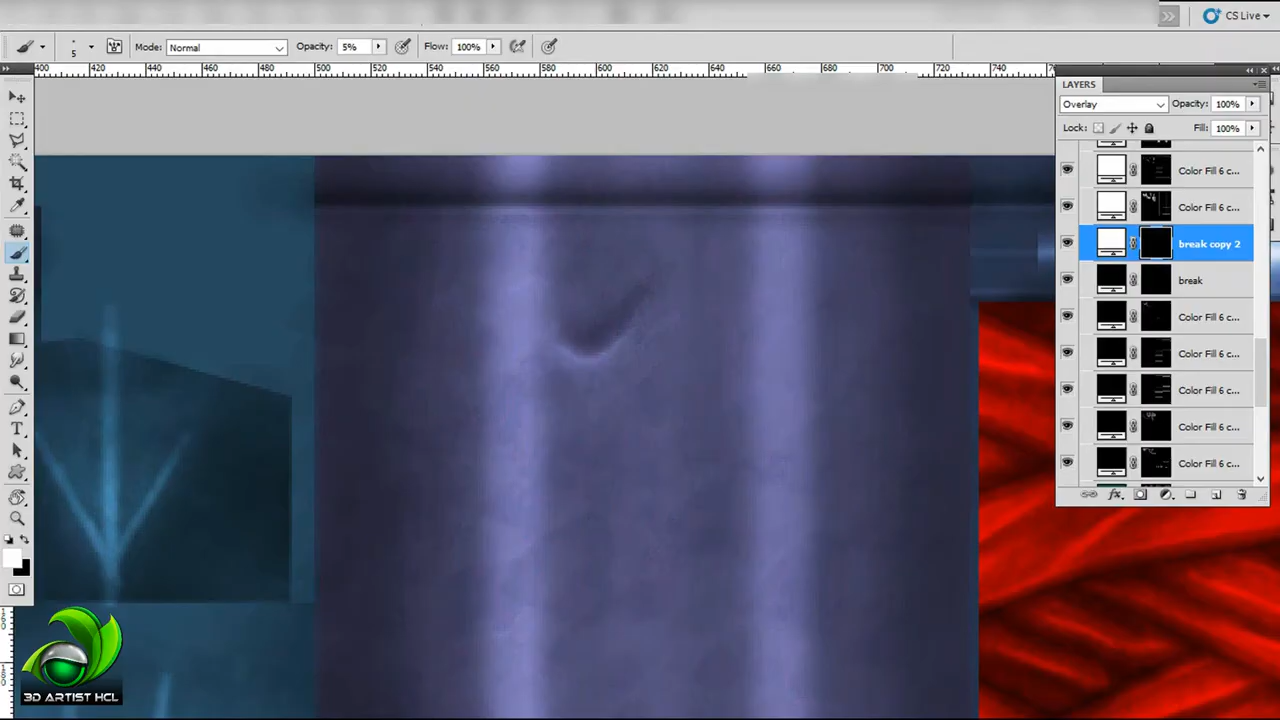 CS Live
5
Mode: Normal
Opacity: 5%
Flow: 100%
400 420 440 460 480 500 520 540 560 580 600 620 640 660 680 700 720 740
LAYERS
Overlay
Opacity: 100%
Lock:
Fill: 100%
Color Fill 6 c...
Color Fill 6 c...
break copy 2
break
Color Fill 6 c...
Color Fill 6 c...
Color Fill 6 c...
Color Fill 6 c...
Color Fill 6 c...
fx.
T
3D ARTIST HCL